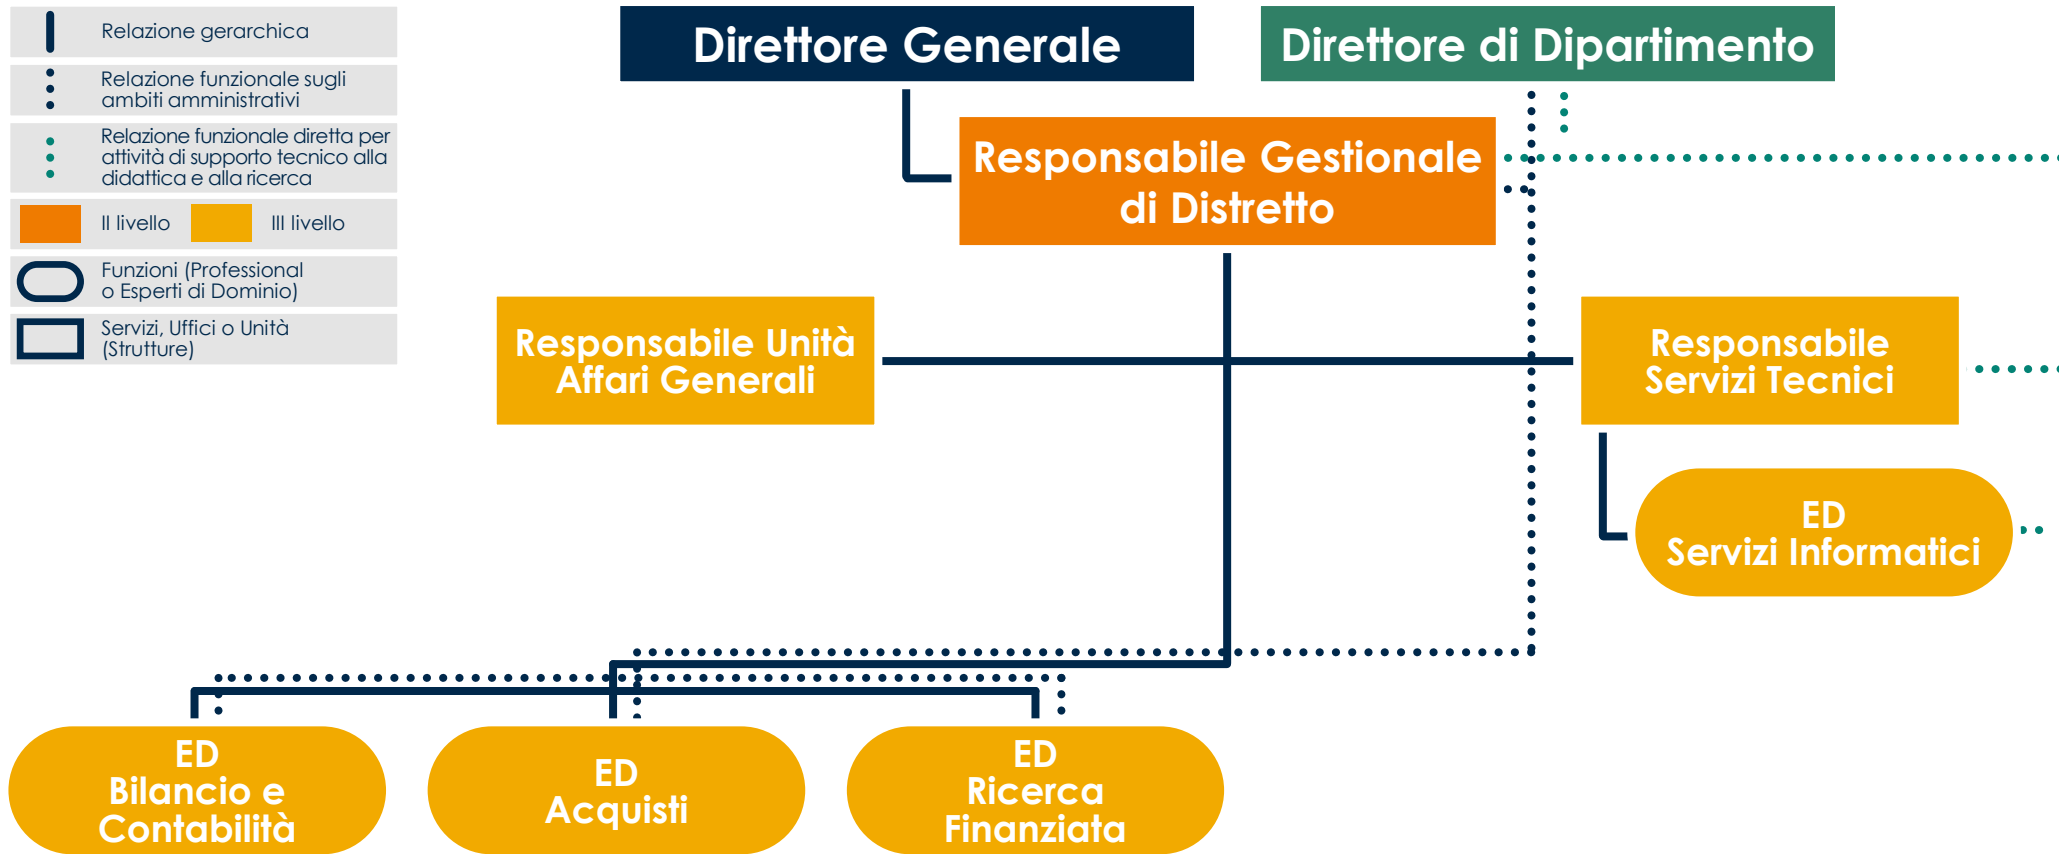 Relazione gerarchica
Relazione funzionale sugli
ambiti amministrativi
Relazione funzionale diretta per
attività di supporto tecnico alla
didattica e alla ricerca
II livello
III livello
Funzioni (Professional
o Esperti di Dominio)
Servizi, Uffici o Unità
(Strutture)
Direttore Generale
Direttore di Dipartimento
Responsabile Gestionale
di Distretto
Responsabile Unità
Affari Generali
Responsabile
Servizi Tecnici
ED
Servizi Informatici
ED
Bilancio e
Contabilità
ED
Acquisti
ED
Ricerca
Finanziata